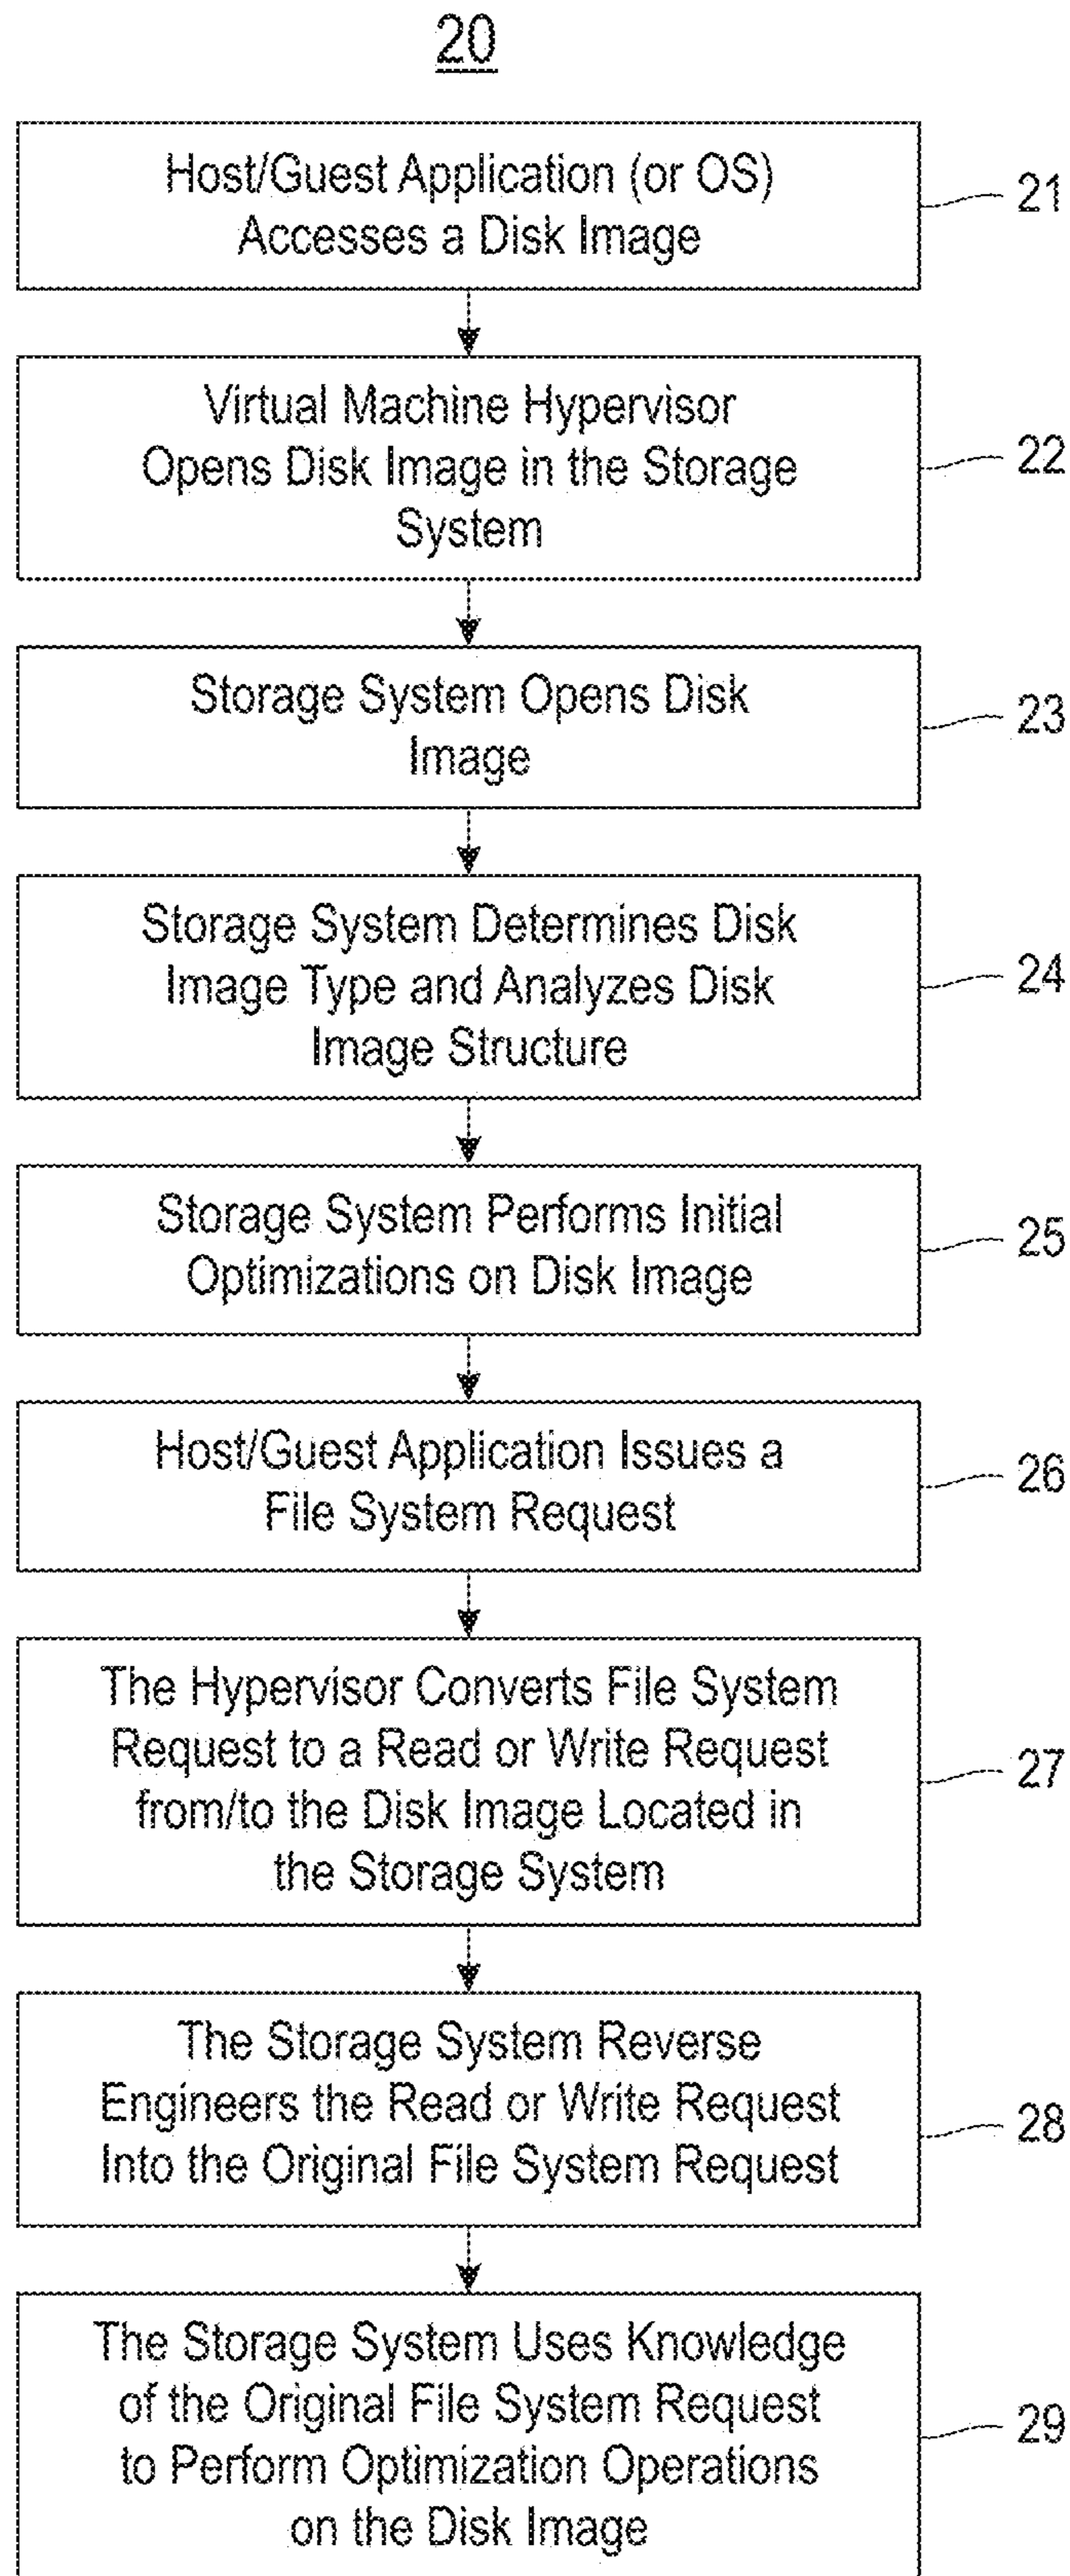 20
Host/Guest Application (or OS)
Accesses a Disk Image
21
Virtual Machine Hypervisor
Opens Disk Image in the Storage
System
22
Storage System Opens Disk
Image
23
Storage System Determines Disk
Image Type and Analyzes Disk
Image Structure
24
Storage System Performs Initial
Optimizations on Disk Image
25
Host/Guest Application Issues a
File System Request
26
The Hypervisor Converts File System
Request to a Read or Write Request
from/to the Disk Image Located in
the Storage System
27
The Storage System Reverse
Engineers the Read or Write Request
Into the Original File System Request
28
The Storage System Uses Knowledge
of the Original File System Request
to Perform Optimization Operations
on the Disk Image
29